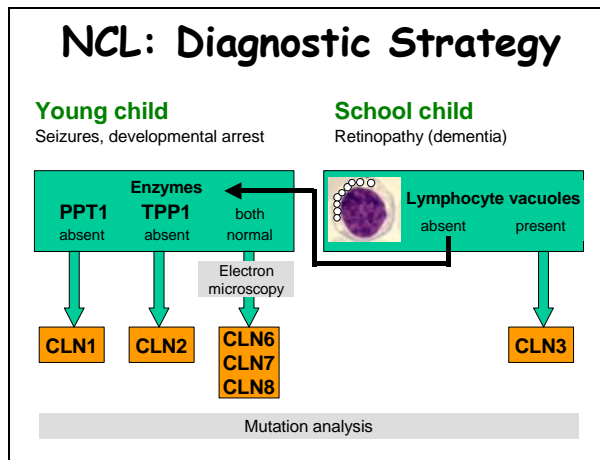 NCL: Diagnostic Strategy
Young child
Seizures, developmental arrest
School child
Retinopathy (dementia)
Enzymes
PPT1 TPP1 both
absent absent normal
Lymphocyte vacuoles
absent present
Electron
microscopy
CLN1
CLN2
CLN6
CLN7
CLN8
CLN3
Mutation analysis